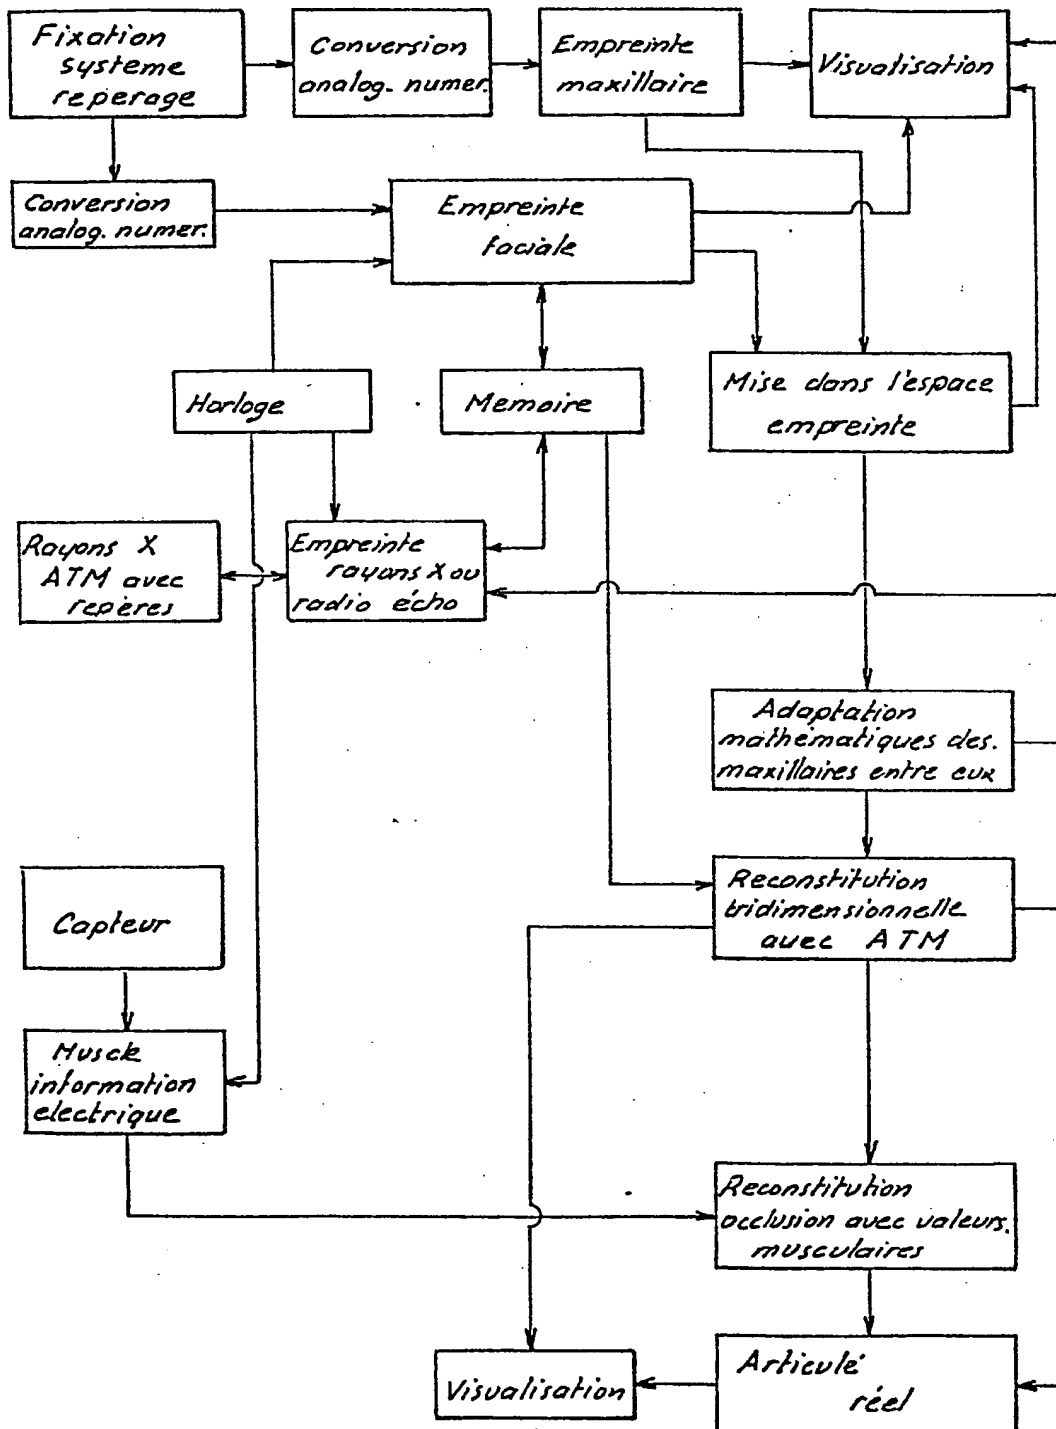 Fixation
systeme
reperage
Conversion
analog. numer.
Empreinte
maxillaire
Visualisation
Conversion
analog. numer.
Empreinte
faciale
Horloge
Memoire
Mise dans l'espace
empreinte
Rayons X
ATM avec
repères
Empreinte
rayons X ou
radio écho
Adaptation
mathématiques des.
maxillaires entre eux
Capteur
Reconstitution
tridimensionnelle
avec ATM
Muscle
information
electrique
Reconstitution
occlusion avec valeurs.
musculaires
Visualisation
Articulé
réel